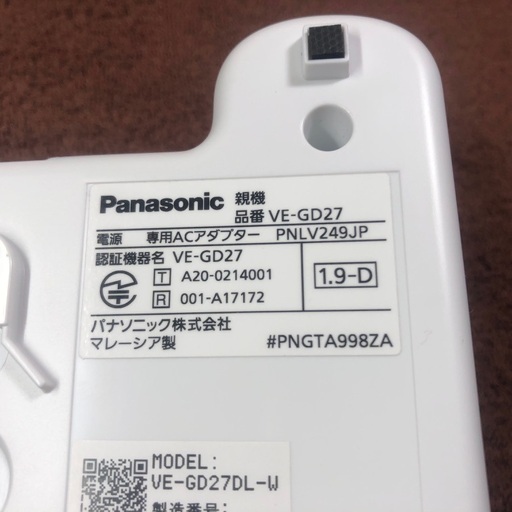 Panasonic 親機
品番 VE-GD27
電源 専用ACアダプター PNLV249JP
認証機器名 VE-GD27
T A20-0214001
R 001-A17172
1.9-D
パナソニック株式会社
マレーシア製
#PNGTA998ZA
MODEL:
VE-GD27DL-W
製造番号: